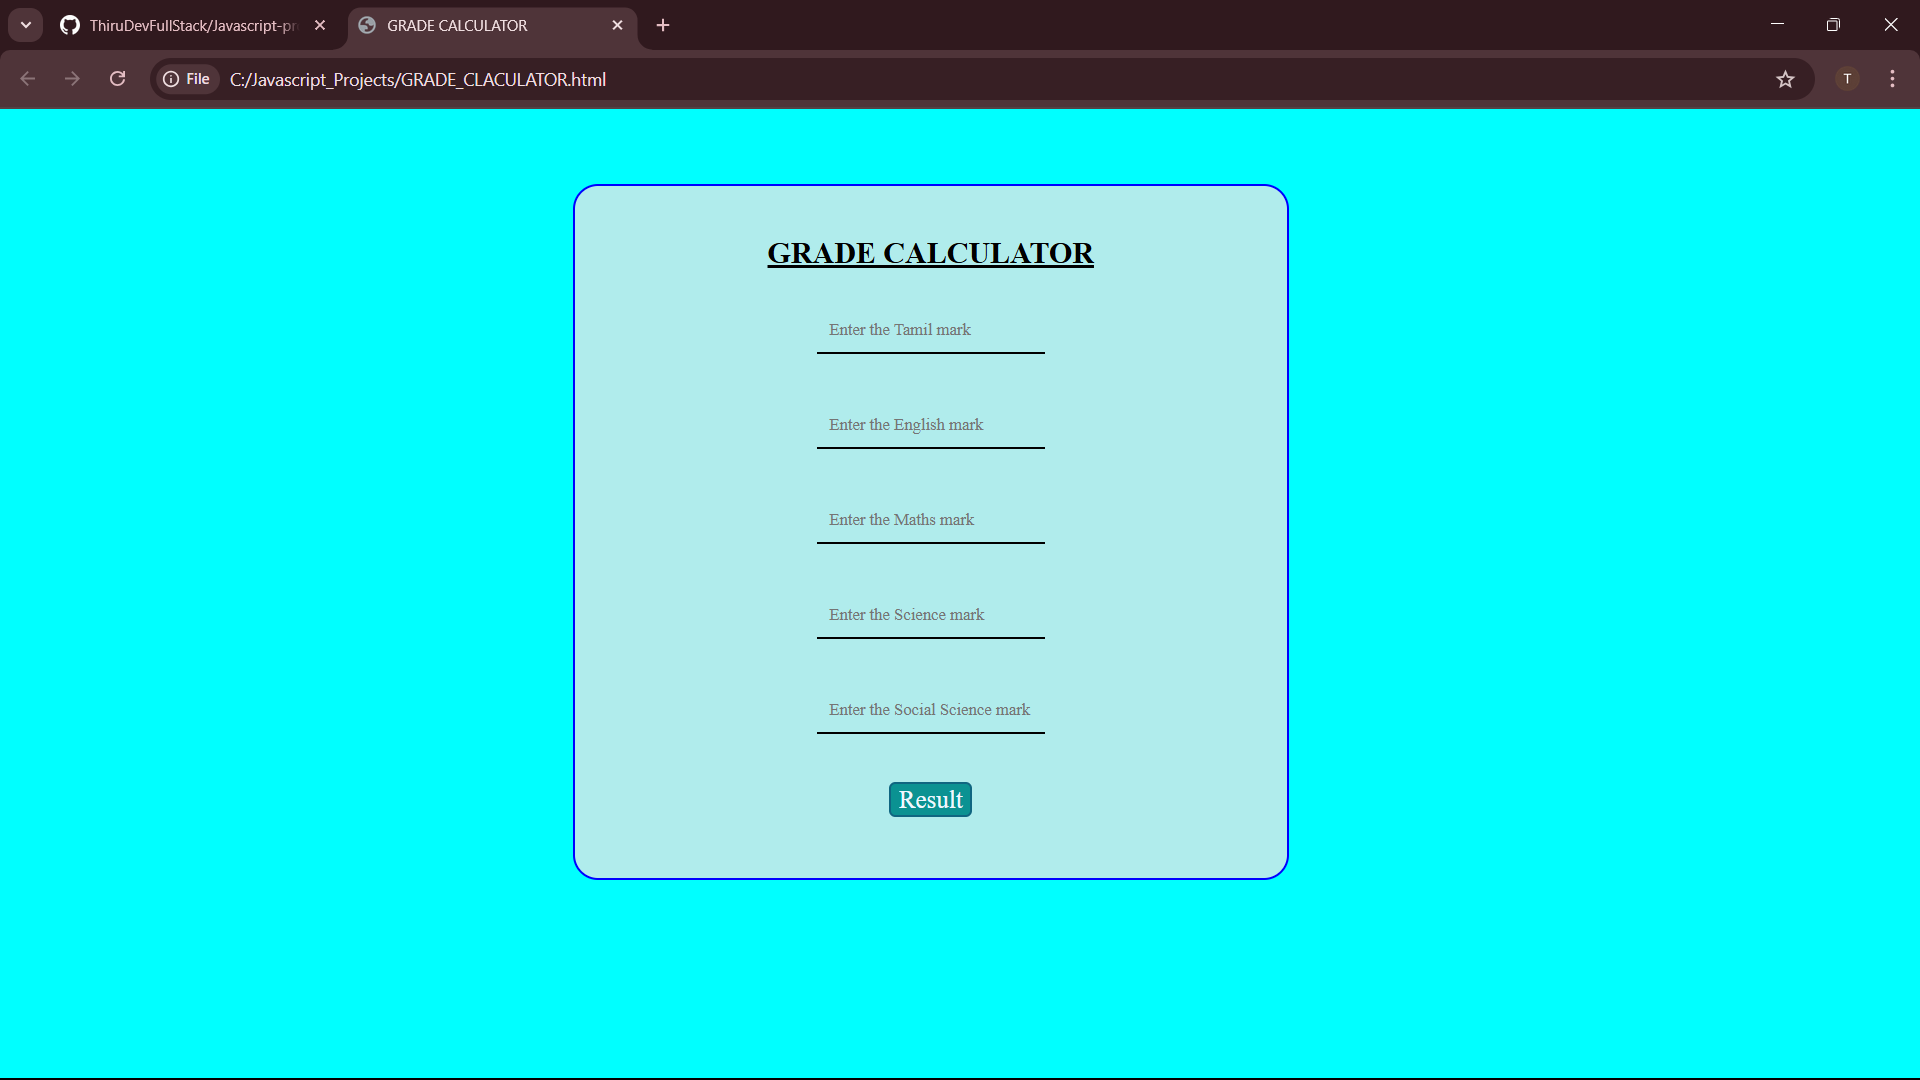 ThiruDevFullStack/Javascript-pr
GRADE CALCULATOR
File
C:/Javascript_Projects/GRADE_CLACULATOR.html
T
GRADE CALCULATOR
Enter the Tamil mark
Enter the English mark
Enter the Maths mark
Enter the Science mark
Enter the Social Science mark
Result